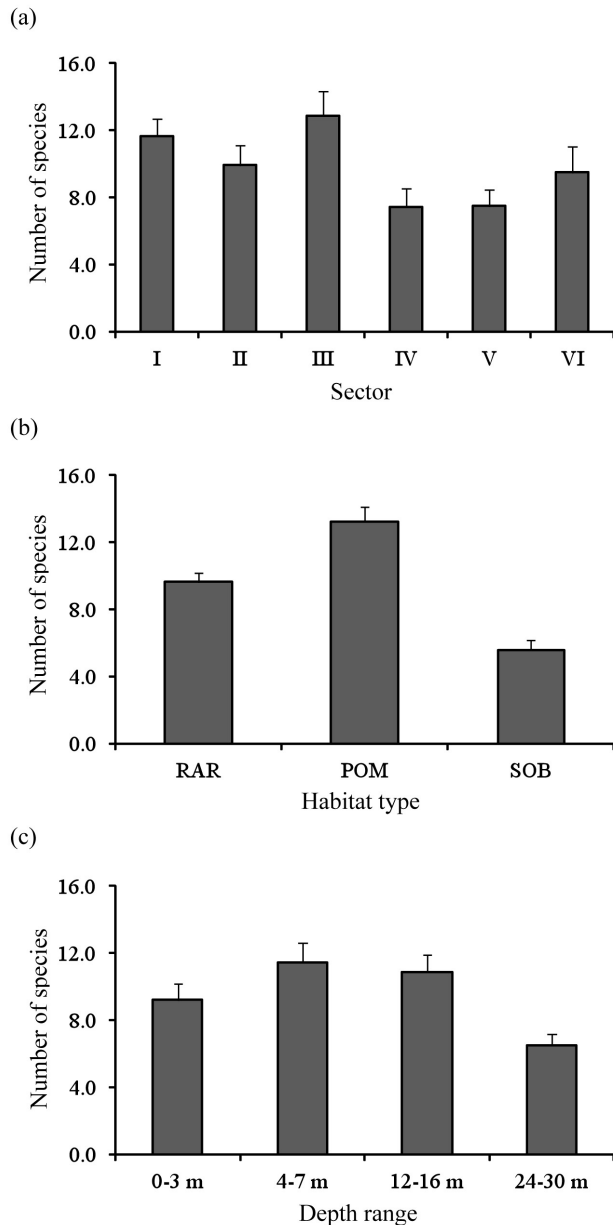 (a)
Number of species
16.0
12.0
8.0
4.0
0.0
I II III IV V VI
Sector
(b)
Number of species
16.0
12.0
8.0
4.0
0.0
RAR POM SOB
Habitat type
(c)
Number of species
16.0
12.0
8.0
4.0
0.0
0-3 m 4-7 m 12-16 m 24-30 m
Depth range